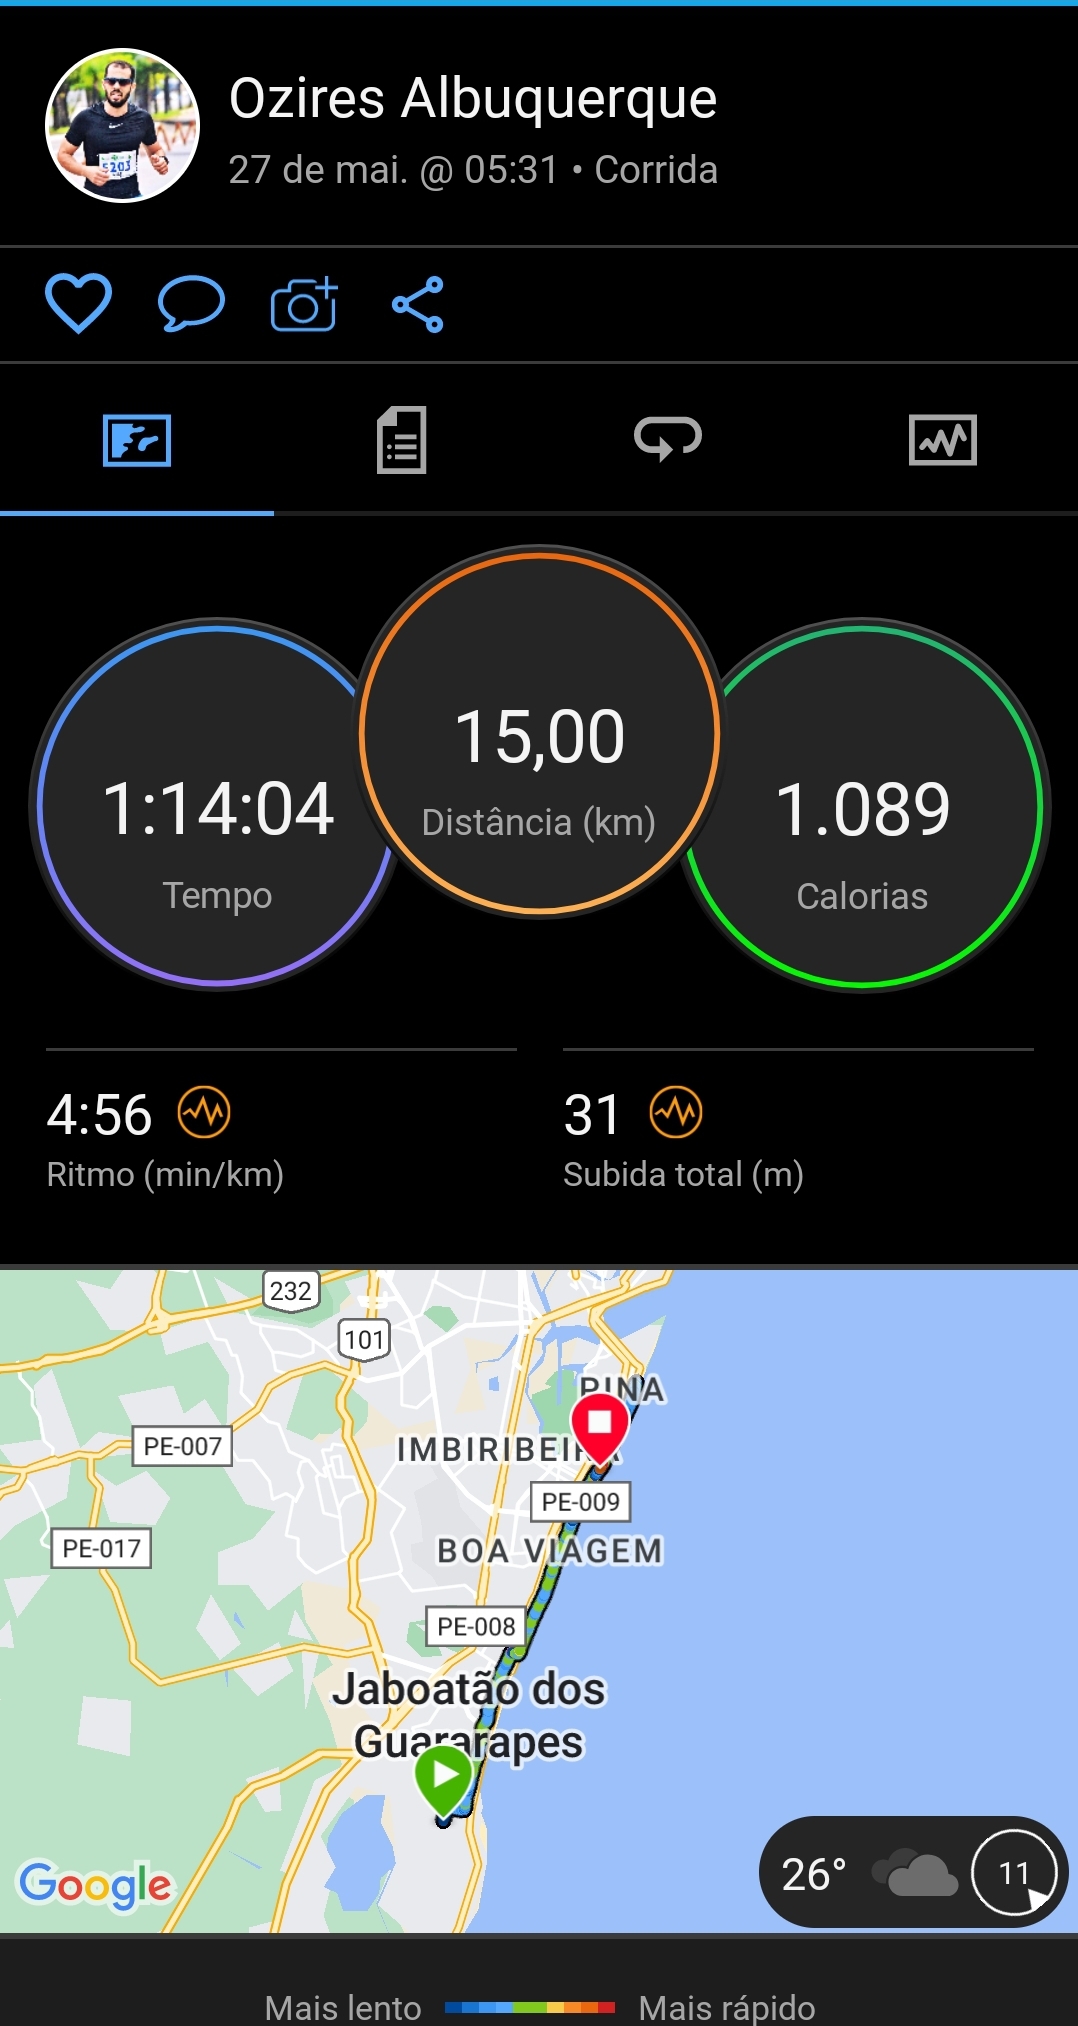 Ozires Albuquerque
27 de mai. @ 05:31 • Corrida
5203
1:14:04
Tempo
15,00
Distância (km)
1.089
Calorias
4:56
Ritmo (min/km)
31
Subida total (m)
232
101
PINA
PE-007
IMBIRIBEIRA
PE-009
PE-017
BOA VIAGEM
PE-008
Jaboatão dos
Guararapes
Google
26°
11
Mais lento
Mais rápido